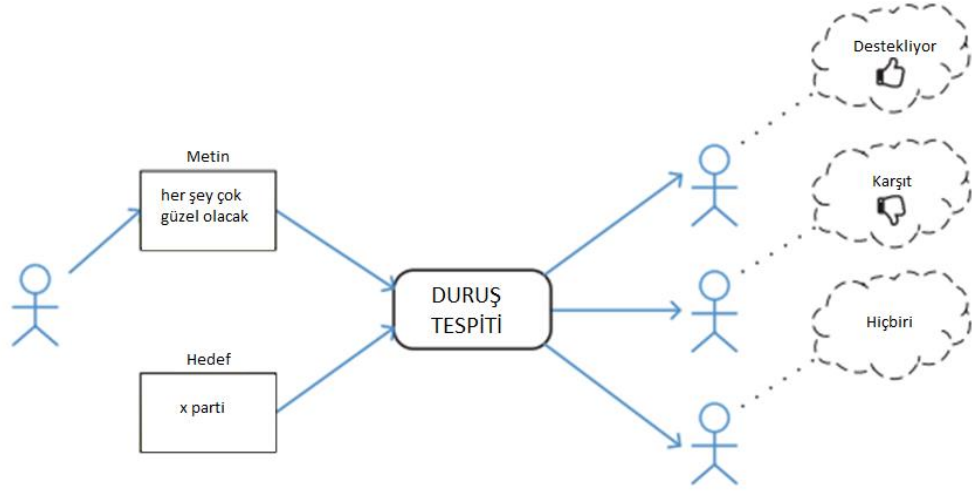 Destekliyor
Metin
her şey çok
güzel olacak
Karşıt
DURUŞ
TESPİTİ
Hiçbiri
Hedef
x parti